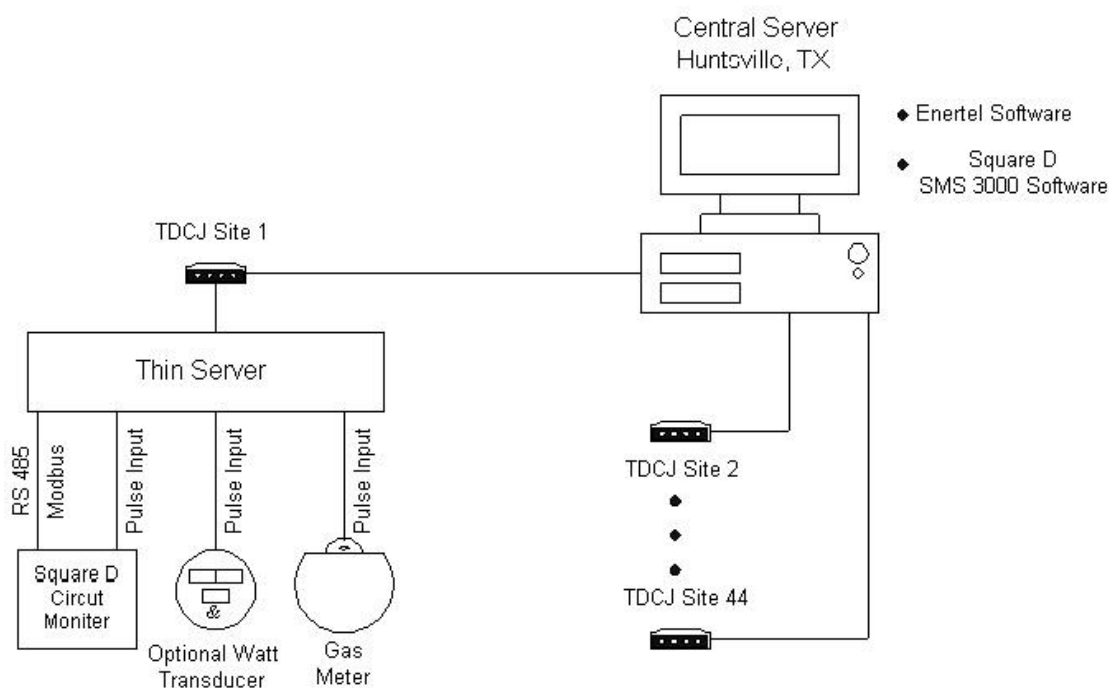 Central Server
Huntsville, TX
Enertel Software
Square D
SMS 3000 Software
TDCJ Site 1
Thin Server
RS 485
Modbus
Pulse Input
Pulse Input
Pulse Input
Square D
Circut
Moniter
&
Optional Watt
Transducer
Gas
Meter
TDCJ Site 2
TDCJ Site 44